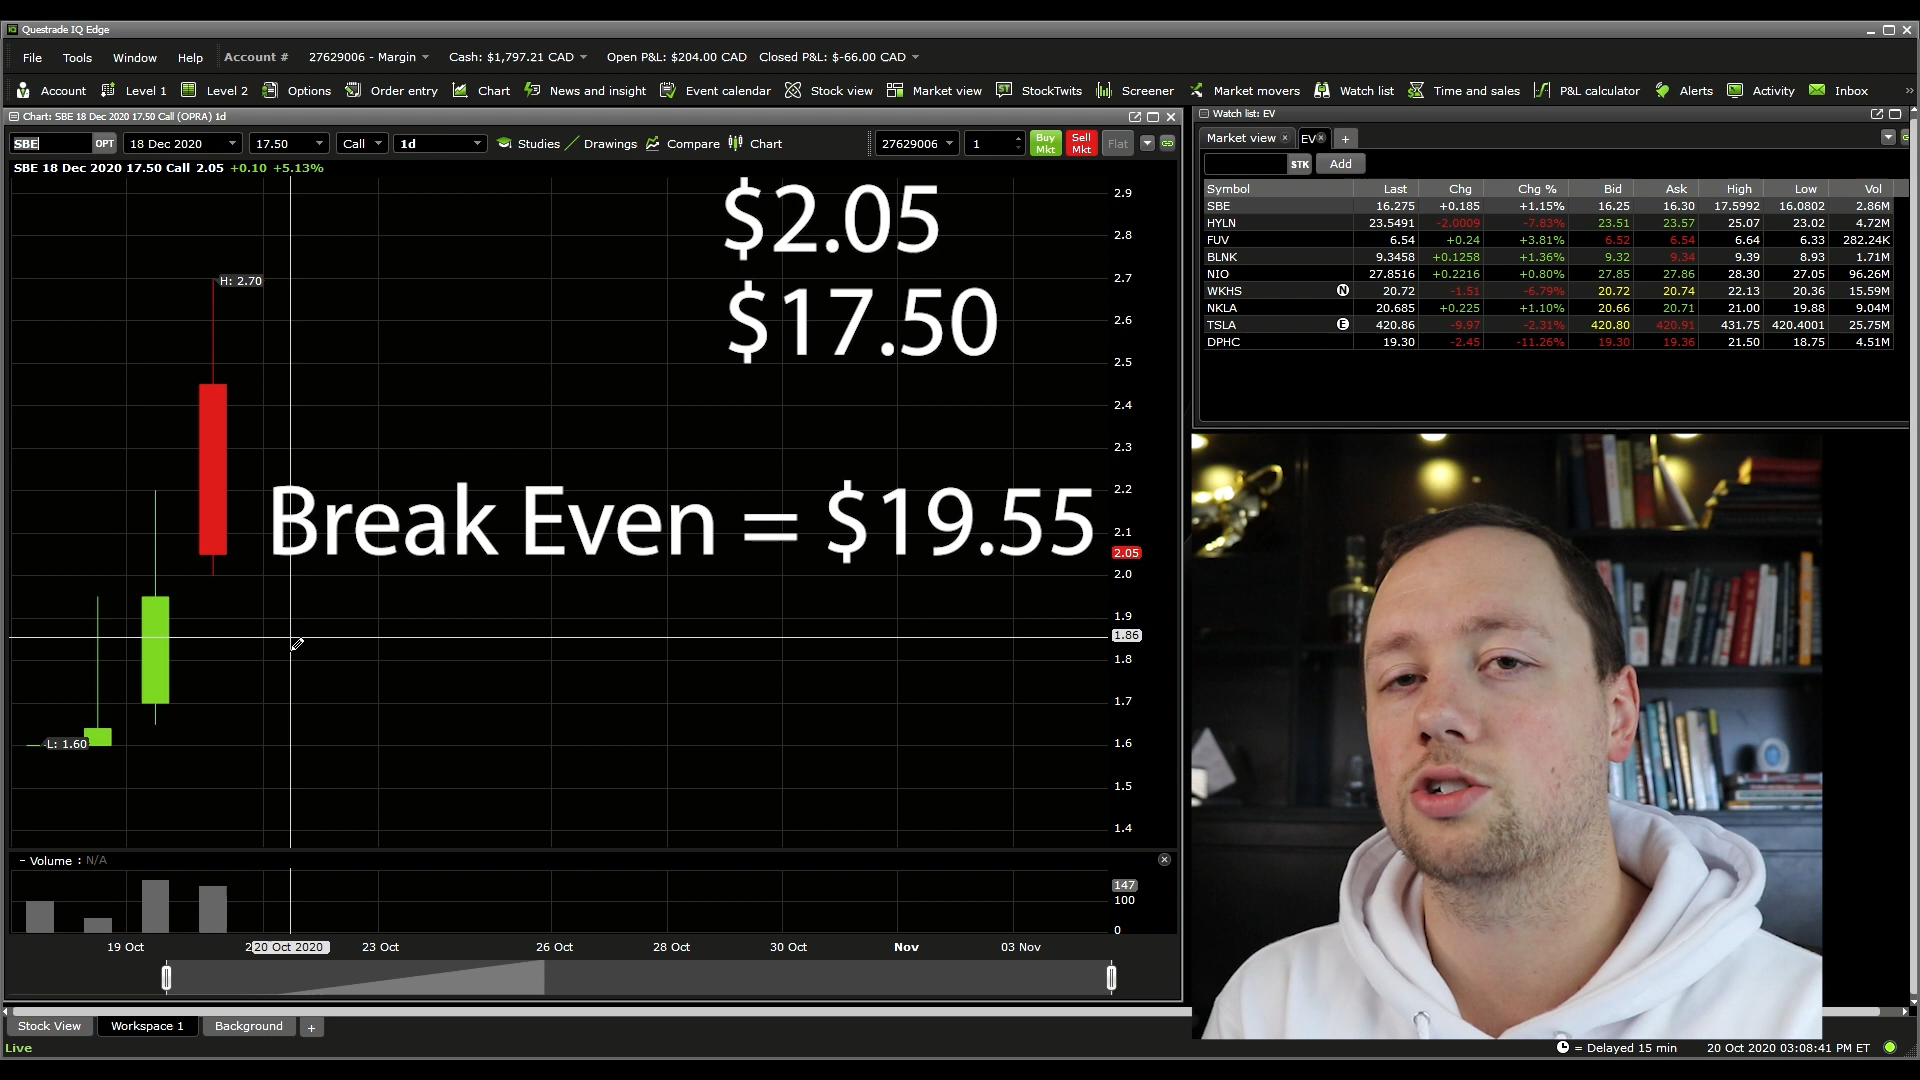 Questrade IQ Edge
File Tools Window Help Account # 27629006 - Margin Cash: $1,797.21 CAD Open P&L: $204.00 CAD Closed P&L: $-66.00 CAD
Account Level 1 Level 2 Options Order entry Chart News and insight Event calendar Stock view Market view StockTwits Screener Market movers Watch list Time and sales P&L calculator Alerts Activity Inbox
Chart: SBE 18 Dec 2020 17.50 Call (OPRA) 1d
SBE OPT 18 Dec 2020 17.50 Call 1d Studies Drawings Compare Chart 27629006 1 Buy Mkt Sell Mkt Flat
SBE 18 Dec 2020 17.50 Call 2.05 +0.10 +5.13%
$2.05
$17.50
Break Even = $19.55
H: 2.70
L: 1.60
2.9
2.8
2.7
2.6
2.5
2.4
2.3
2.2
2.1
2.05
2.0
1.9
1.86
1.8
1.7
1.6
1.5
1.4
- Volume : N/A
147
100
0
19 Oct 2 20 Oct 2020 23 Oct 26 Oct 28 Oct 30 Oct Nov 03 Nov
Stock View Workspace 1 Background +
Live
Watch list: EV
Market view EV +
STK Add
Symbol Last Chg Chg % Bid Ask High Low Vol
SBE 16.275 +0.185 +1.15% 16.25 16.30 17.5992 16.0802 2.86M
HYLN 23.5491 -2.0009 -7.83% 23.51 23.57 25.07 23.02 4.72M
FUV 6.54 +0.24 +3.81% 6.52 6.54 6.64 6.33 282.24K
BLNK 9.3458 +0.1258 +1.36% 9.32 9.34 9.39 8.93 1.71M
NIO 27.8516 +0.2216 +0.80% 27.85 27.86 28.30 27.05 96.26M
WKHS N 20.72 -1.51 -6.79% 20.72 20.74 22.13 20.36 15.59M
NKLA 20.685 +0.225 +1.10% 20.66 20.71 21.00 19.88 9.04M
TSLA E 420.86 -9.97 -2.31% 420.80 420.91 431.75 420.4001 25.75M
DPHC 19.30 -2.45 -11.26% 19.30 19.36 21.50 18.75 4.51M
= Delayed 15 min 20 Oct 2020 03:08:41 PM ET